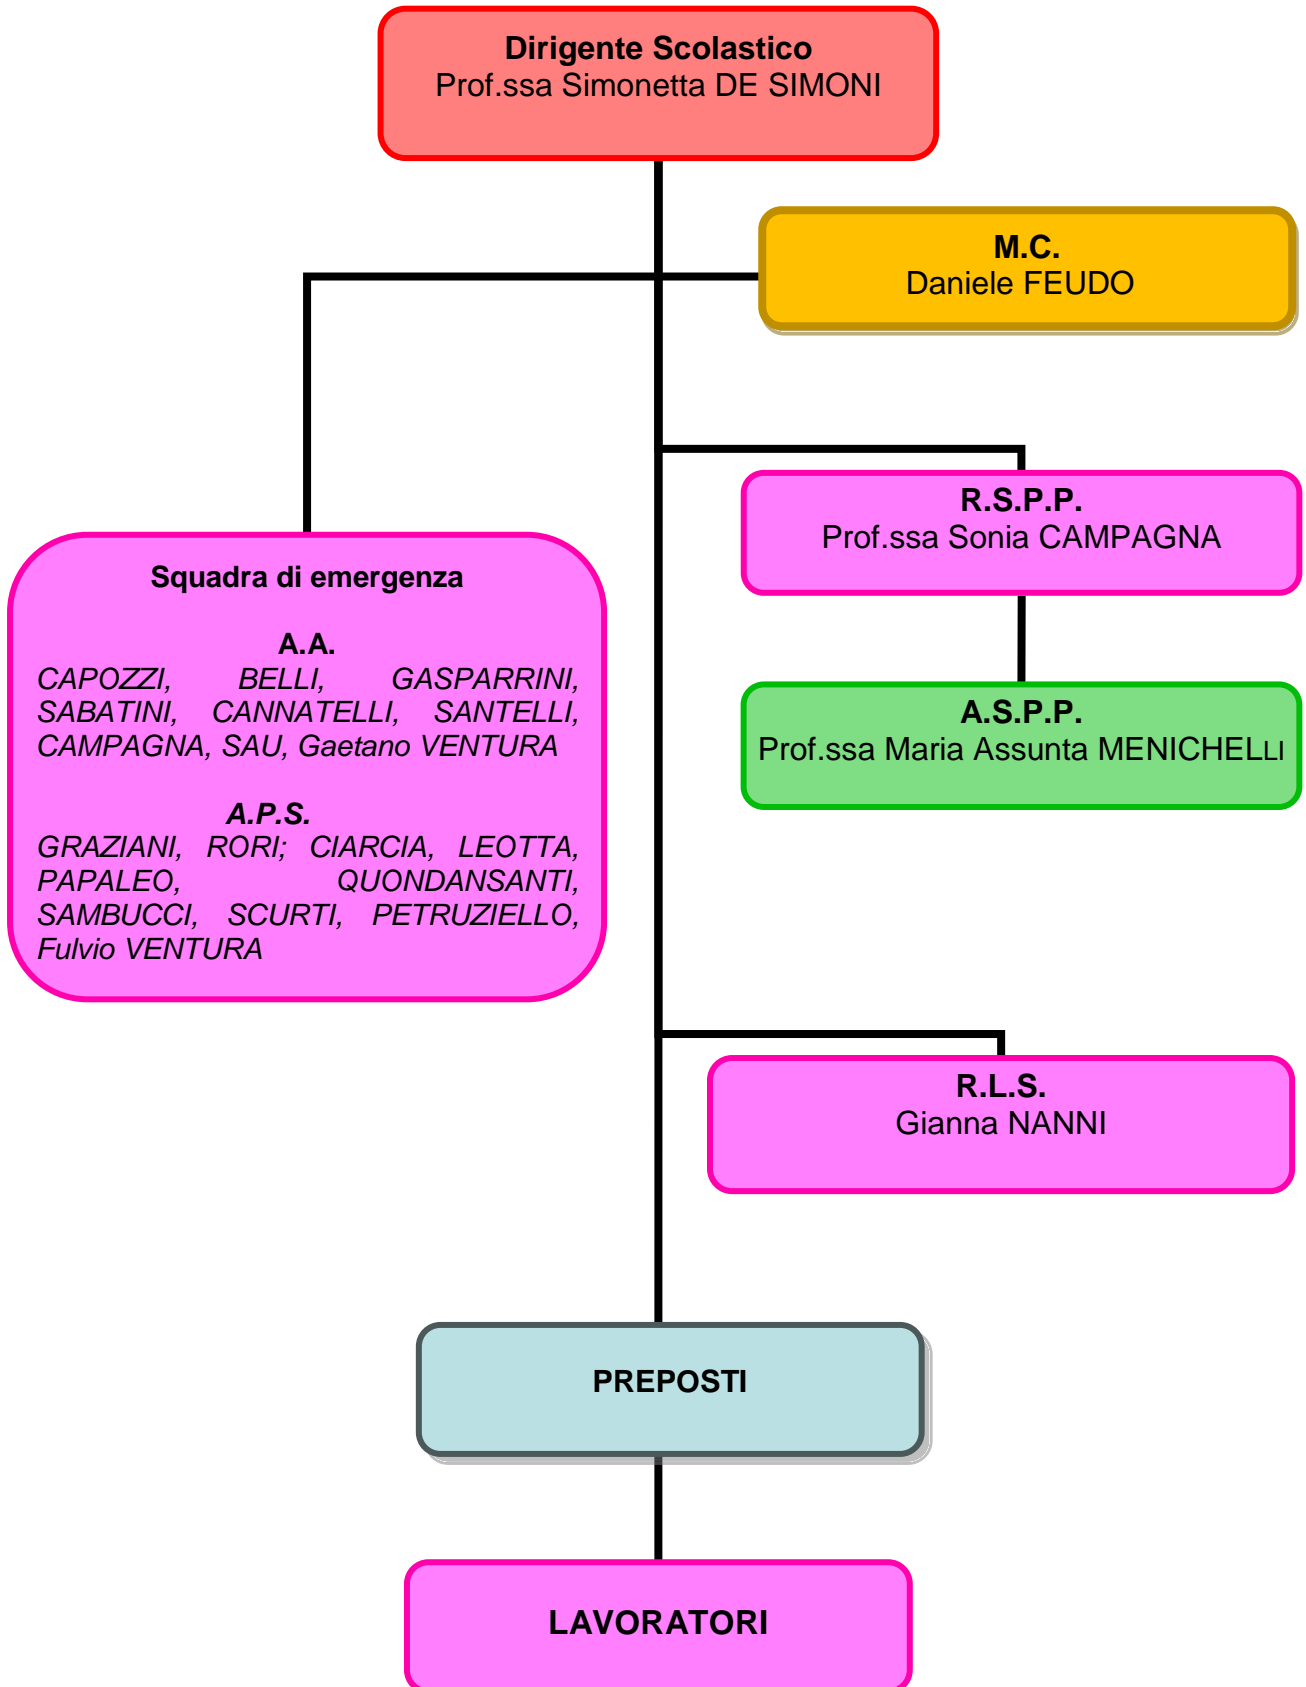 Dirigente Scolastico
Prof.ssa Simonetta DE SIMONI
M.C.
Daniele FEUDO
R.S.P.P.
Prof.ssa Sonia CAMPAGNA
Squadra di emergenza
A.A.
CAPOZZI, BELLI, GASPARRINI,
SABATINI, CANNATELLI, SANTELLI,
CAMPAGNA, SAU, Gaetano VENTURA
A.P.S.
GRAZIANI, RORI; CIARCIA, LEOTTA,
PAPALEO, QUONDANSANTI,
SAMBUCCI, SCURTI, PETRUZIELLO,
Fulvio VENTURA
A.S.P.P.
Prof.ssa Maria Assunta MENICHELLI
R.L.S.
Gianna NANNI
PREPOSTI
LAVORATORI